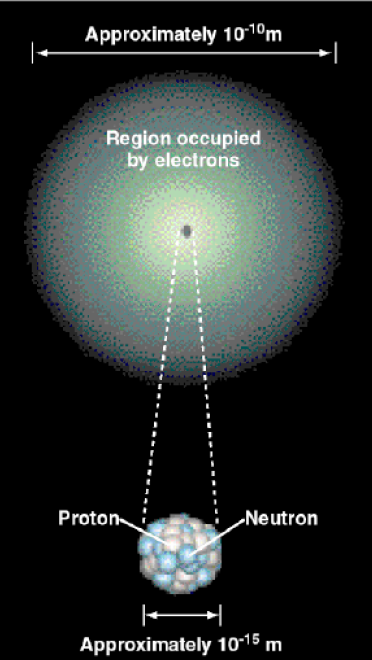 Approximately 10⁻¹⁰m
Region occupied
by electrons
Proton
Neutron
Approximately 10⁻¹⁵ m